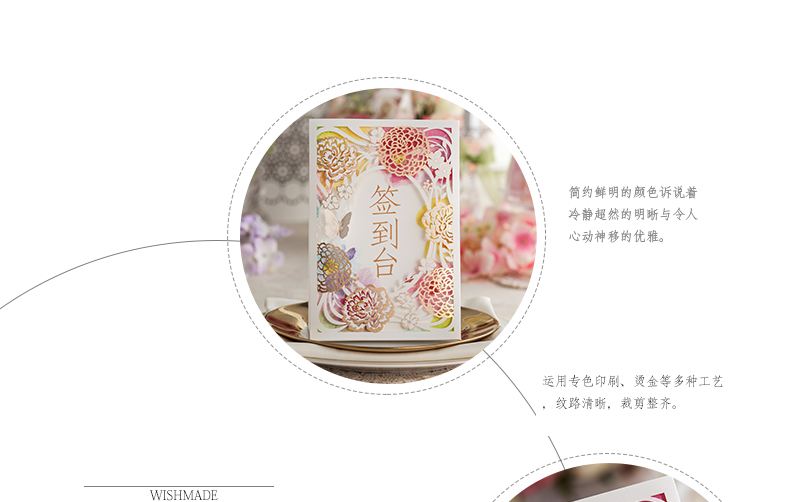 签到台
简约鲜明的颜色诉说着
冷静超然的明晰与令人
心动神移的优雅。
运用专色印刷、烫金等多种工艺
，纹路清晰，裁剪整齐。
WISHMADE